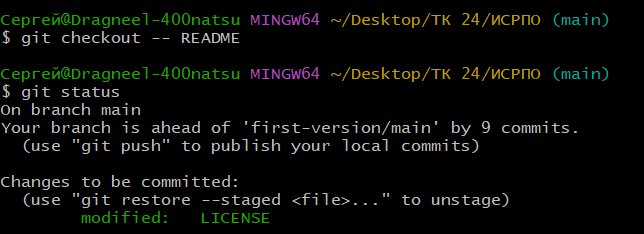 Сергей@Dragneel-400natsu MINGW64 ~/Desktop/ТК 24/ИСРПО (main)
$ git checkout -- README
Сергей@Dragneel-400natsu MINGW64 ~/Desktop/ТК 24/ИСРПО (main)
$ git status
On branch main
Your branch is ahead of 'first-version/main' by 9 commits.
  (use "git push" to publish your local commits)
Changes to be committed:
  (use "git restore --staged <file>..." to unstage)
        modified:   LICENSE